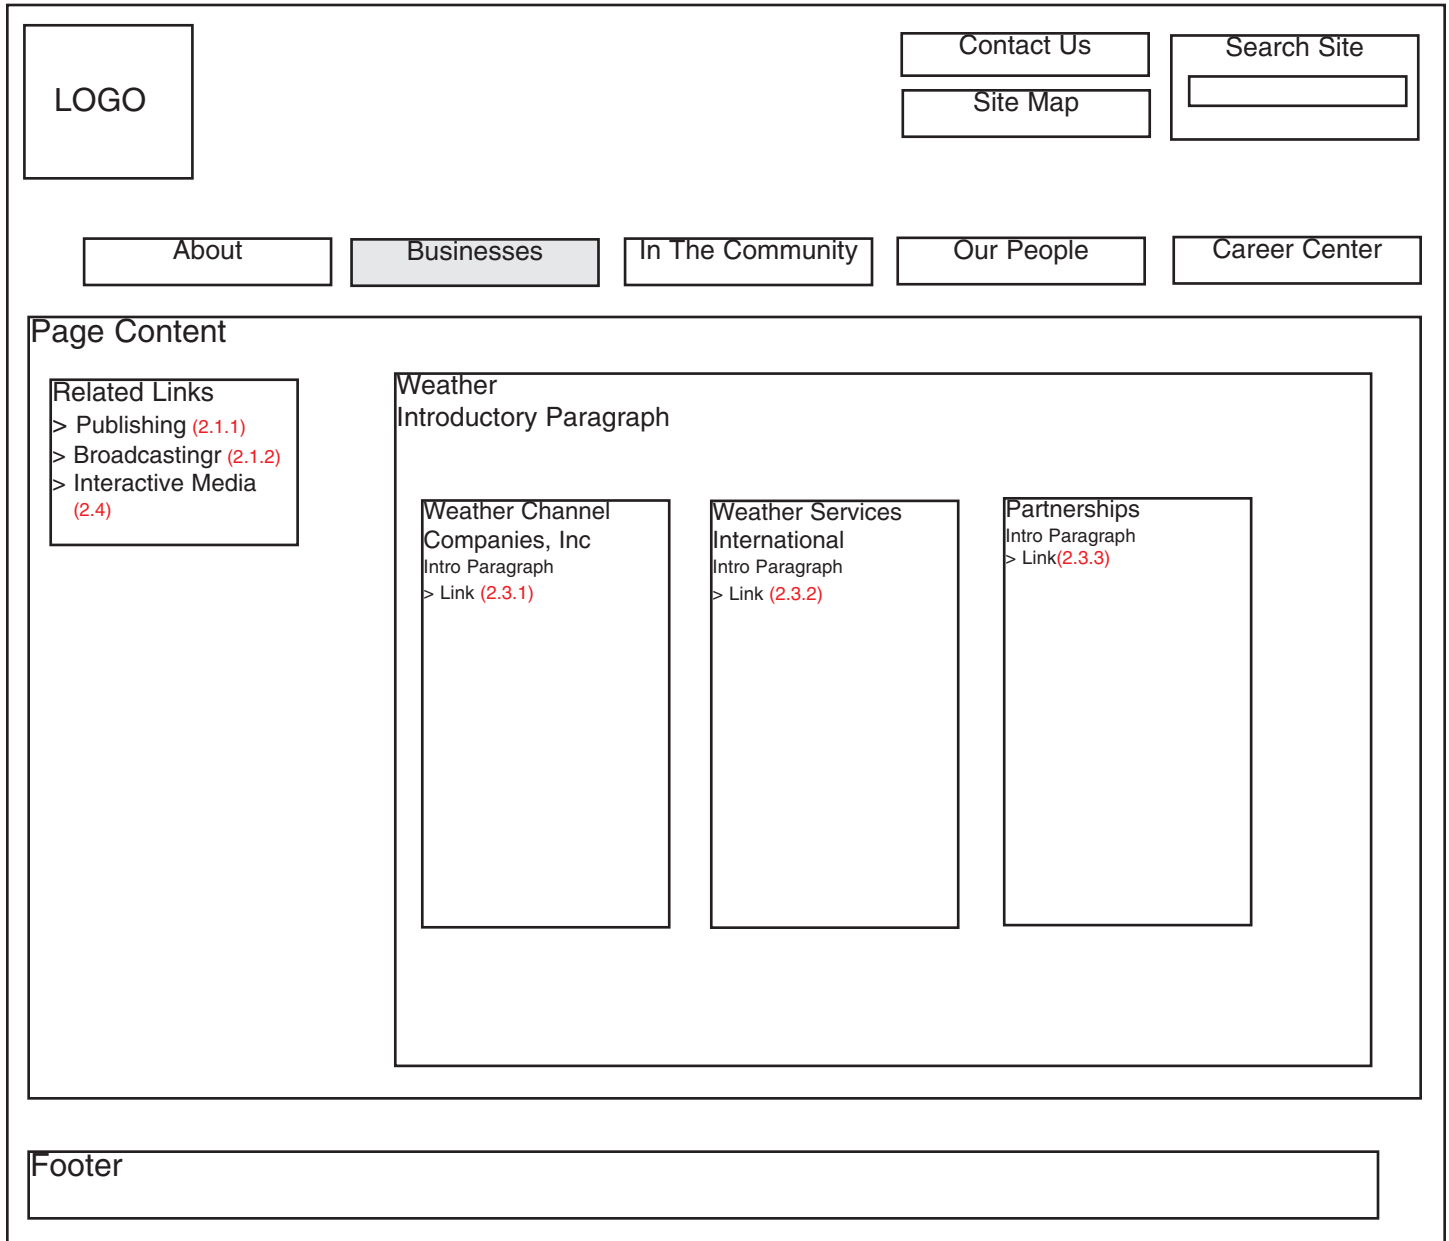 LOGO
Contact Us
Search Site
Site Map
About
Businesses
In The Community
Our People
Career Center
Page Content
Related Links
> Publishing (2.1.1)
> Broadcastingr (2.1.2)
> Interactive Media
(2.4)
Weather
Introductory Paragraph
Weather Channel
Companies, Inc
Intro Paragraph
> Link (2.3.1)
Weather Services
International
Intro Paragraph
> Link (2.3.2)
Partnerships
Intro Paragraph
> Link(2.3.3)
Footer